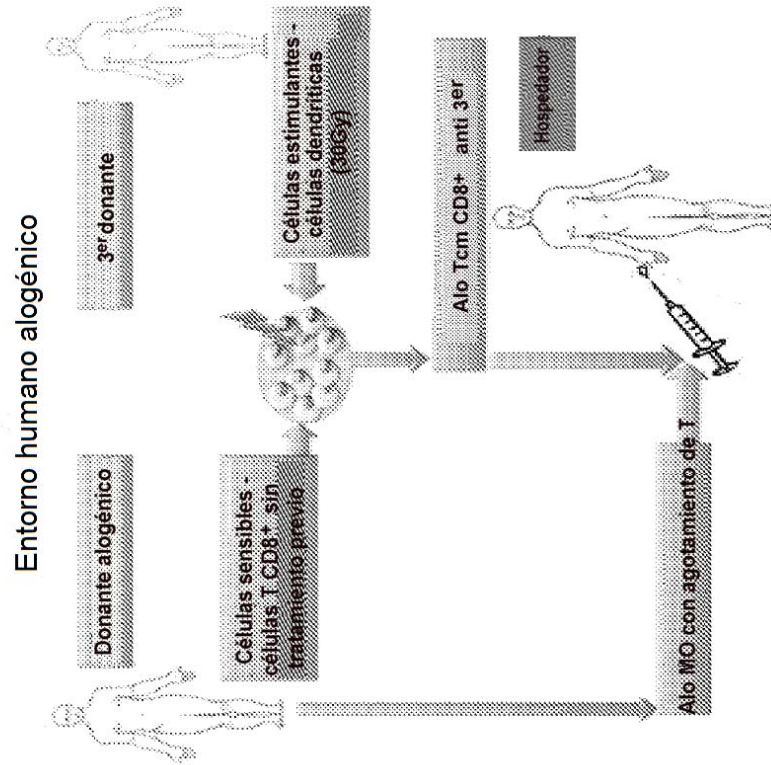 Entorno humano alogénico
Donante alogénico
3er donante
Células sensibles -
células T CD8+ sin
tratamiento previo
Células estimulantes -
células dendríticas
(30Gy)
Alo Tcm CD8+ anti 3er
Hospedador
Alo MO con agotamiento de T